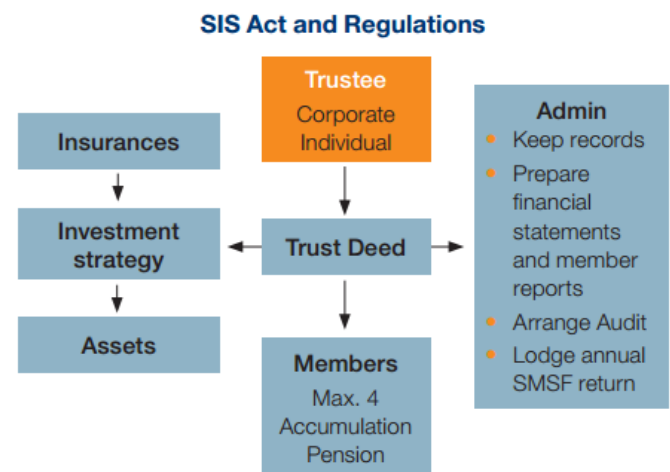 SIS Act and Regulations
Trustee
Corporate
Individual
Insurances
Investment
strategy
Assets
Trust Deed
Members
Max. 4
Accumulation
Pension
Admin
• Keep records
• Prepare
financial
statements
and member
reports
• Arrange Audit
• Lodge annual
SMSF return